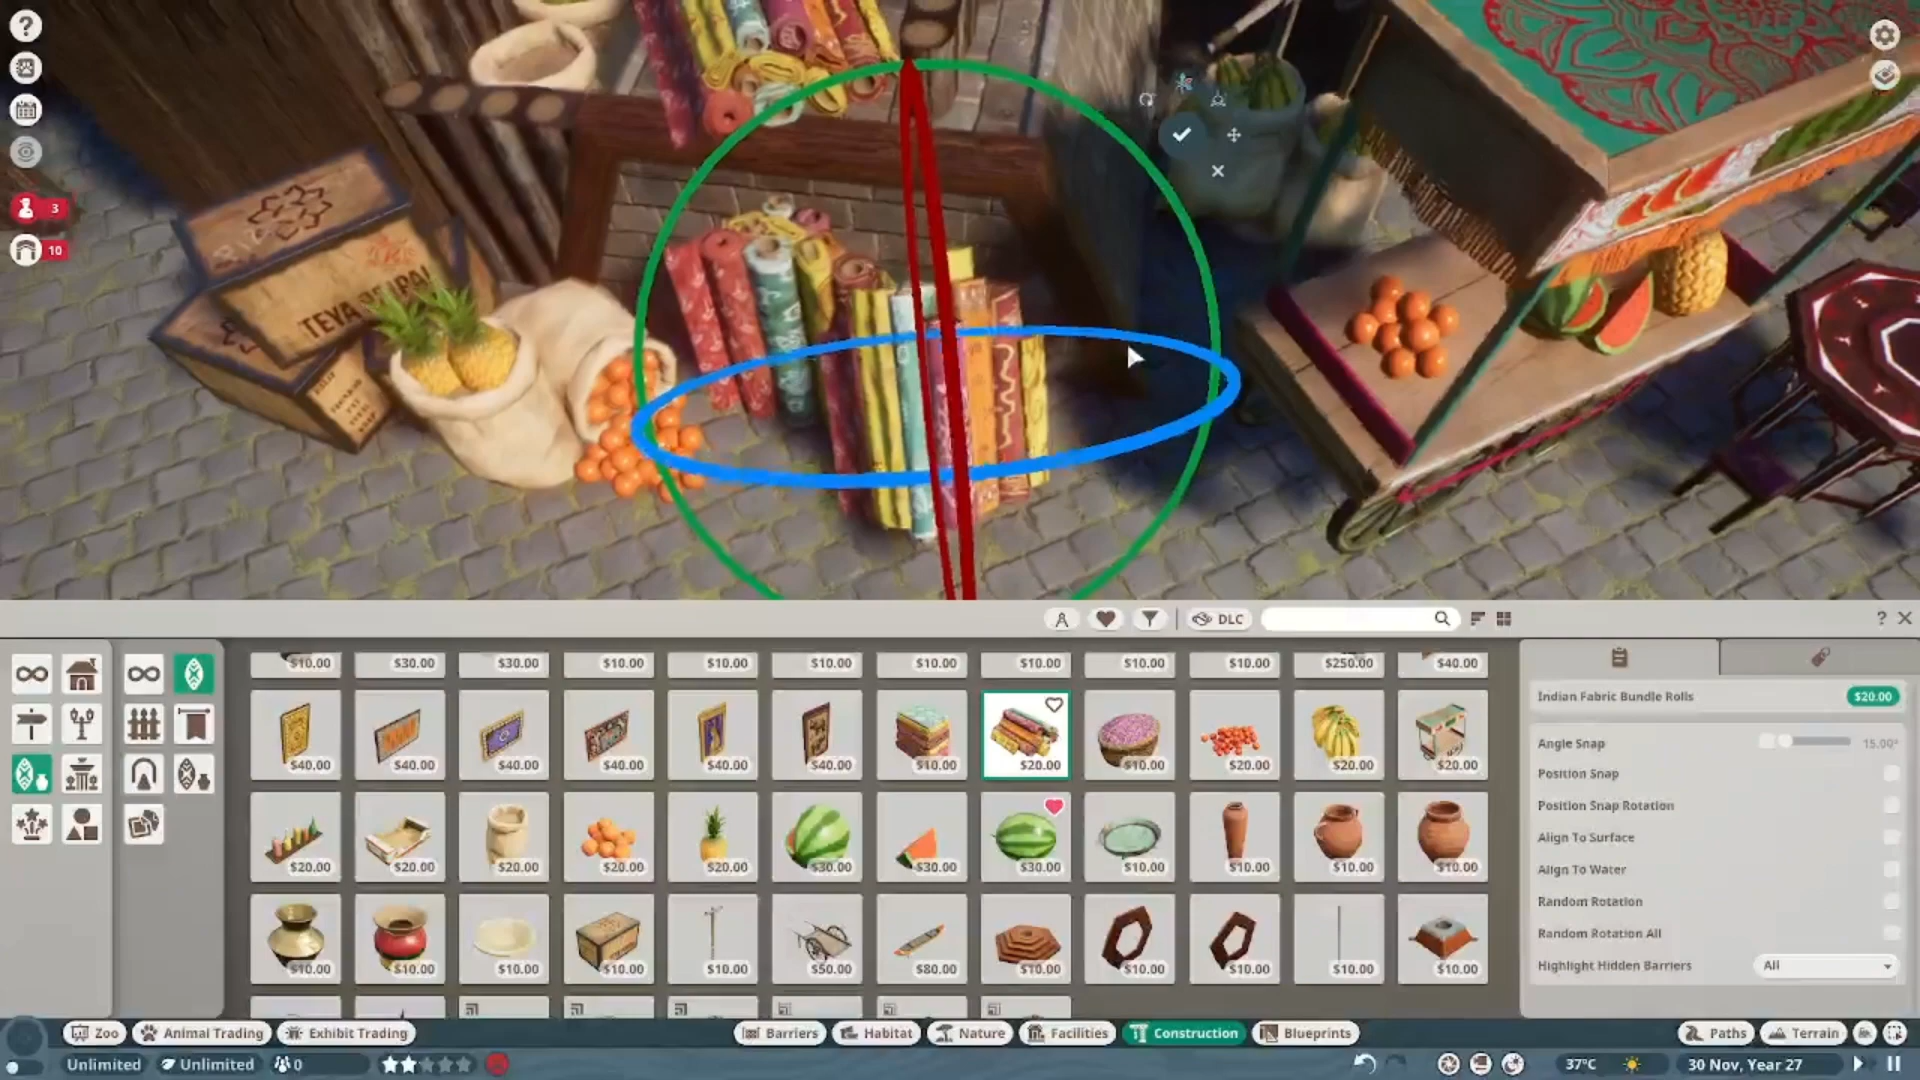 ?
3
10
TEYA
DLC
?
$10.00 $30.00 $30.00 $10.00 $10.00 $10.00 $10.00 $10.00 $10.00 $10.00 $250.00 $40.00
$40.00 $40.00 $40.00 $40.00 $40.00 $40.00 $10.00 $20.00 $10.00 $20.00 $20.00 $20.00
$20.00 $20.00 $20.00 $20.00 $20.00 $30.00 $30.00 $30.00 $10.00 $10.00 $10.00 $10.00
$10.00 $10.00 $10.00 $10.00 $10.00 $50.00 $80.00 $10.00 $10.00 $10.00 $10.00 $10.00
Indian Fabric Bundle Rolls $20.00
Angle Snap 15.00°
Position Snap
Position Snap Rotation
Align To Surface
Align To Water
Random Rotation
Random Rotation All
Highlight Hidden Barriers All
Zoo Animal Trading Exhibit Trading Barriers Habitat Nature Facilities Construction Blueprints Paths Terrain
Unlimited Unlimited 0 37°C 30 Nov, Year 27